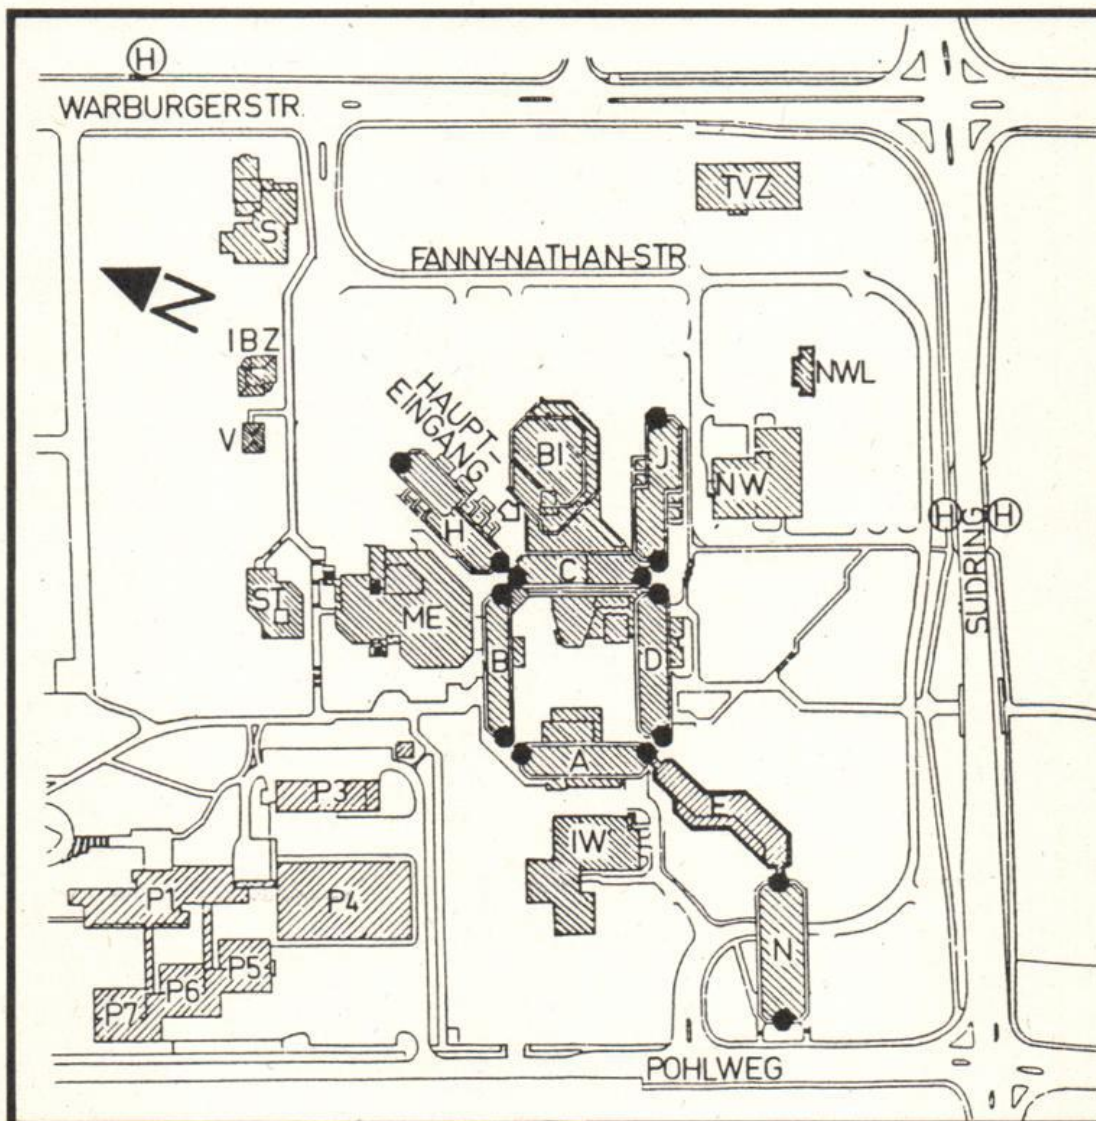 H
WARBURGERSTR.
TVZ
S
FANNY-NATHAN-STR
N
IBZ
NWL
HAUPT-
EINGANG
V
BI
J
NW
H
H H
C
ST
ME
SÜDRING
B
D
A
P3
E
IW
P1
P4
N
P5
P6
P7
POHLWEG